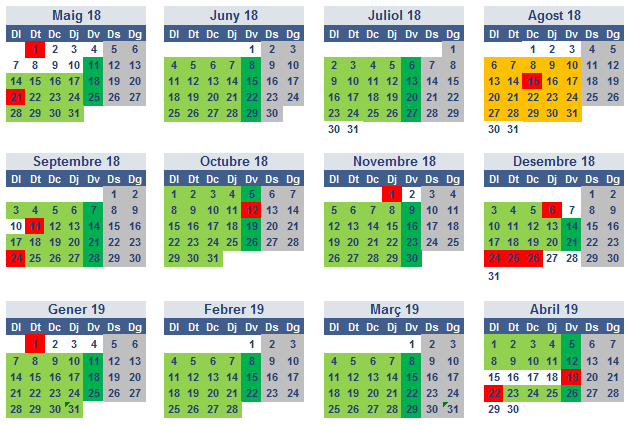 Maig 18
Dl Dt Dc Dj Dv Ds Dg
1 2 3 4 5 6
7 8 9 10 11 12 13
14 15 16 17 18 19 20
21 22 23 24 25 26 27
28 29 30 31
Juny 18
Dl Dt Dc Dj Dv Ds Dg
1 2 3
4 5 6 7 8 9 10
11 12 13 14 15 16 17
18 19 20 21 22 23 24
25 26 27 28 29 30
Juliol 18
Dl Dt Dc Dj Dv Ds Dg
1
2 3 4 5 6 7 8
9 10 11 12 13 14 15
16 17 18 19 20 21 22
23 24 25 26 27 28 29
30 31
Agost 18
Dl Dt Dc Dj Dv Ds Dg
1 2 3 4 5
6 7 8 9 10 11 12
13 14 15 16 17 18 19
20 21 22 23 24 25 26
27 28 29 30 31
30 31
Septembre 18
Dl Dt Dc Dj Dv Ds Dg
1 2
3 4 5 6 7 8 9
10 11 12 13 14 15 16
17 18 19 20 21 22 23
24 25 26 27 28 29 30
Octubre 18
Dl Dt Dc Dj Dv Ds Dg
1 2 3 4 5 6 7
8 9 10 11 12 13 14
15 16 17 18 19 20 21
22 23 24 25 26 27 28
29 30 31
Novembre 18
Dl Dt Dc Dj Dv Ds Dg
1 2 3 4
5 6 7 8 9 10 11
12 13 14 15 16 17 18
19 20 21 22 23 24 25
26 27 28 29 30
Desembre 18
Dl Dt Dc Dj Dv Ds Dg
1 2
3 4 5 6 7 8 9
10 11 12 13 14 15 16
17 18 19 20 21 22 23
24 25 26 27 28 29 30
31
Gener 19
Dl Dt Dc Dj Dv Ds Dg
1 2 3 4 5 6
7 8 9 10 11 12 13
14 15 16 17 18 19 20
21 22 23 24 25 26 27
28 29 30 31
Febrer 19
Dl Dt Dc Dj Dv Ds Dg
1 2 3
4 5 6 7 8 9 10
11 12 13 14 15 16 17
18 19 20 21 22 23 24
25 26 27 28
Març 19
Dl Dt Dc Dj Dv Ds Dg
1 2 3
4 5 6 7 8 9 10
11 12 13 14 15 16 17
18 19 20 21 22 23 24
25 26 27 28 29 30 31
Abril 19
Dl Dt Dc Dj Dv Ds Dg
1 2 3 4 5 6 7
8 9 10 11 12 13 14
15 16 17 18 19 20 21
22 23 24 25 26 27 28
29 30